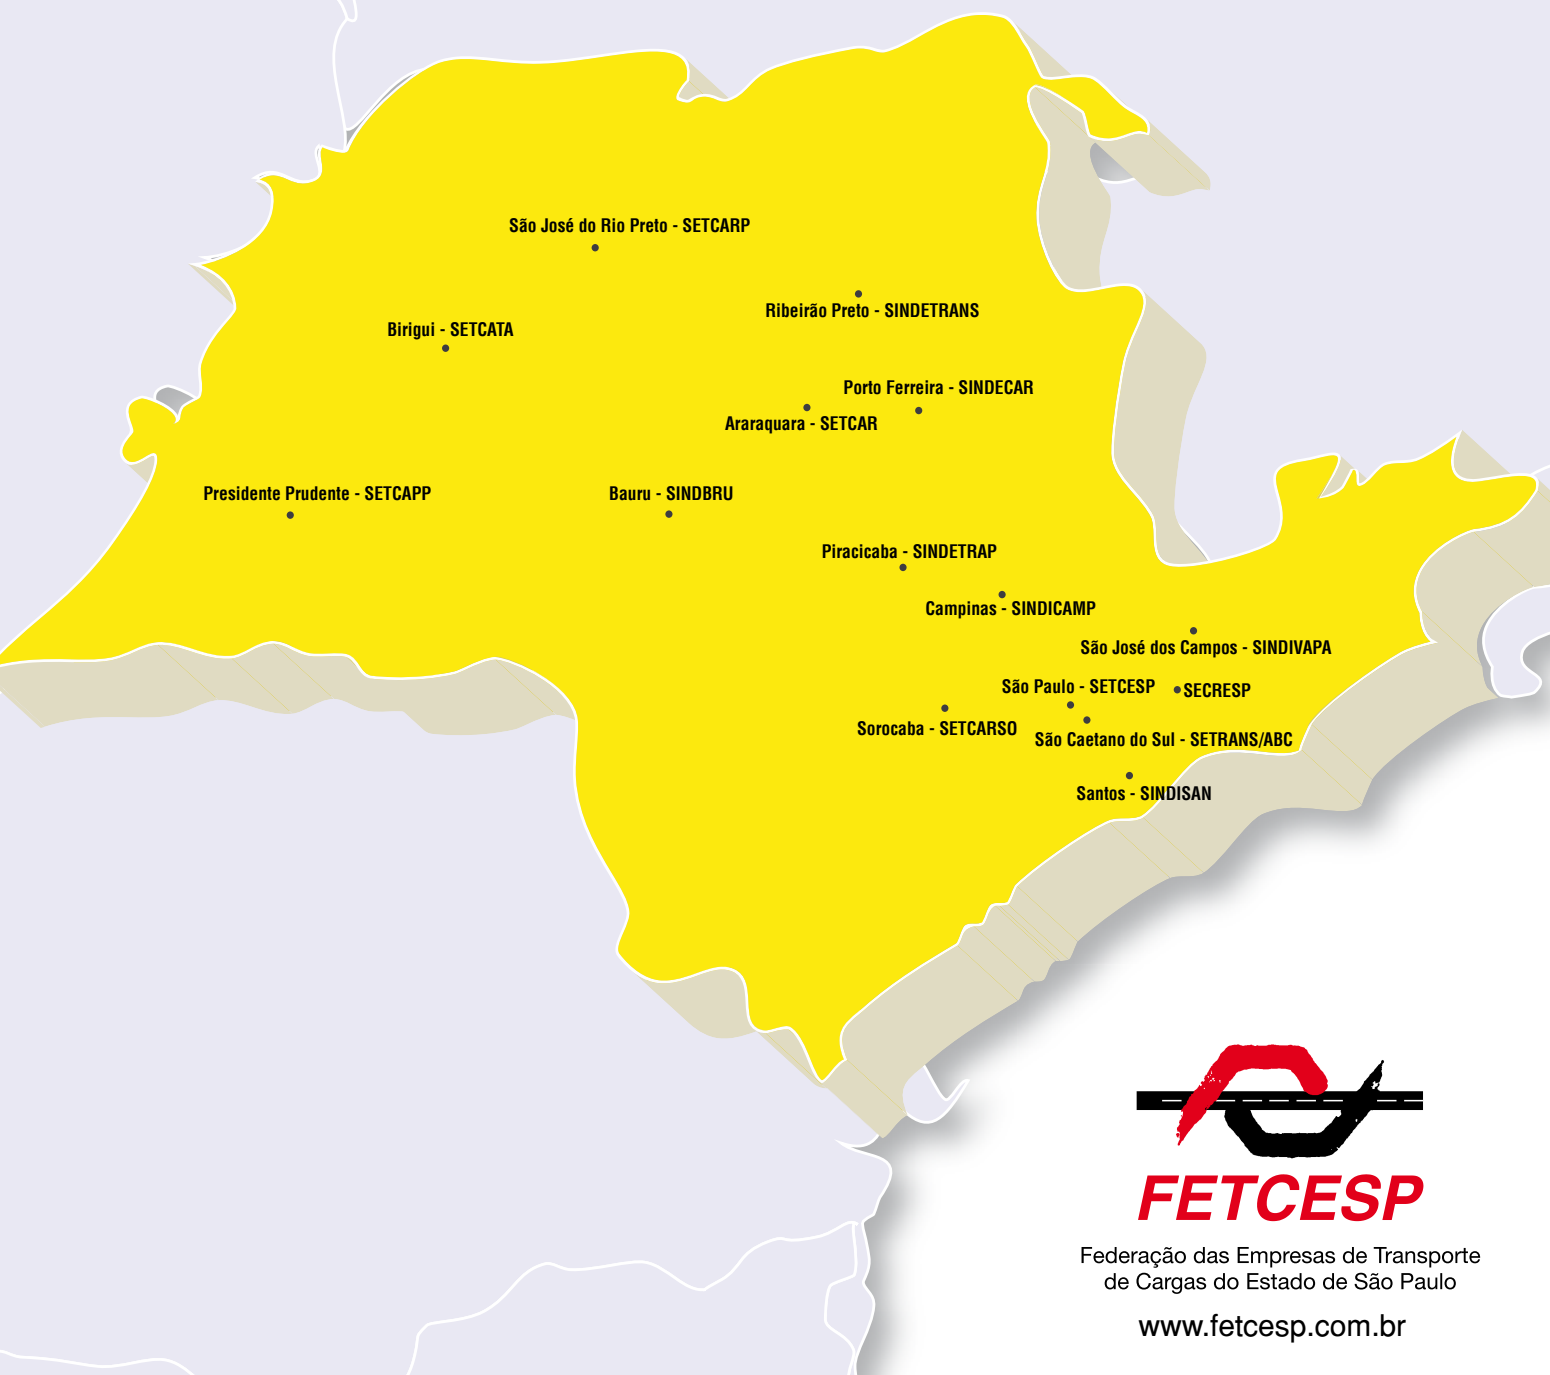 São José do Rio Preto - SETCARP
Ribeirão Preto - SINDETRANS
Birigui - SETCATA
Porto Ferreira - SINDECAR
Araraquara - SETCAR
Presidente Prudente - SETCAPP
Bauru - SINDBRU
Piracicaba - SINDETRAP
Campinas - SINDICAMP
São José dos Campos - SINDIVAPA
São Paulo - SETCESP
SECRESP
Sorocaba - SETCARSO
São Caetano do Sul - SETRANS/ABC
Santos - SINDISAN
FETCESP
Federação das Empresas de Transporte
de Cargas do Estado de São Paulo
www.fetcesp.com.br